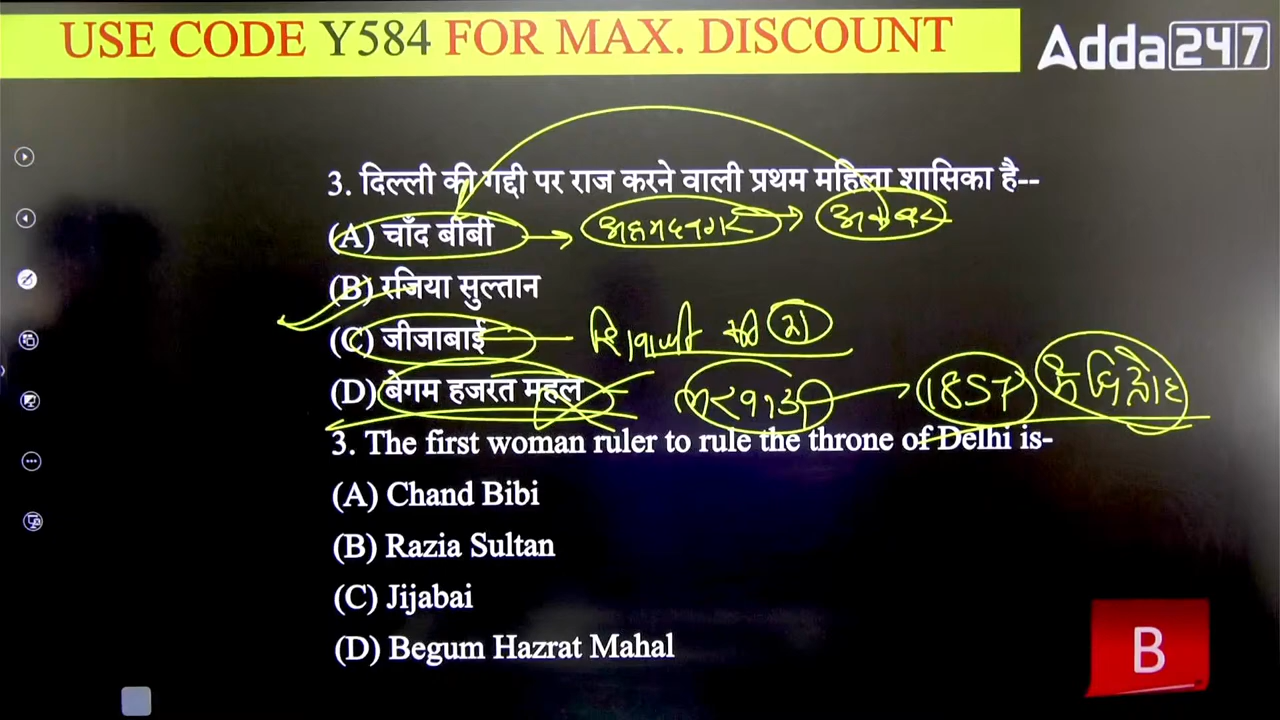 USE CODE Y584 FOR MAX. DISCOUNT
Adda247
3. दिल्ली की गद्दी पर राज करने वाली प्रथम महिला शासिका है--
(A) चाँद बीबी → अहमदनगर → अकबर
(B) रजिया सुल्तान
(C) जीजाबाई शिवाजी की माँ
(D) बेगम हजरत महल 1857 के विद्रोह
3. The first woman ruler to rule the throne of Delhi is-
(A) Chand Bibi
(B) Razia Sultan
(C) Jijabai
(D) Begum Hazrat Mahal
B